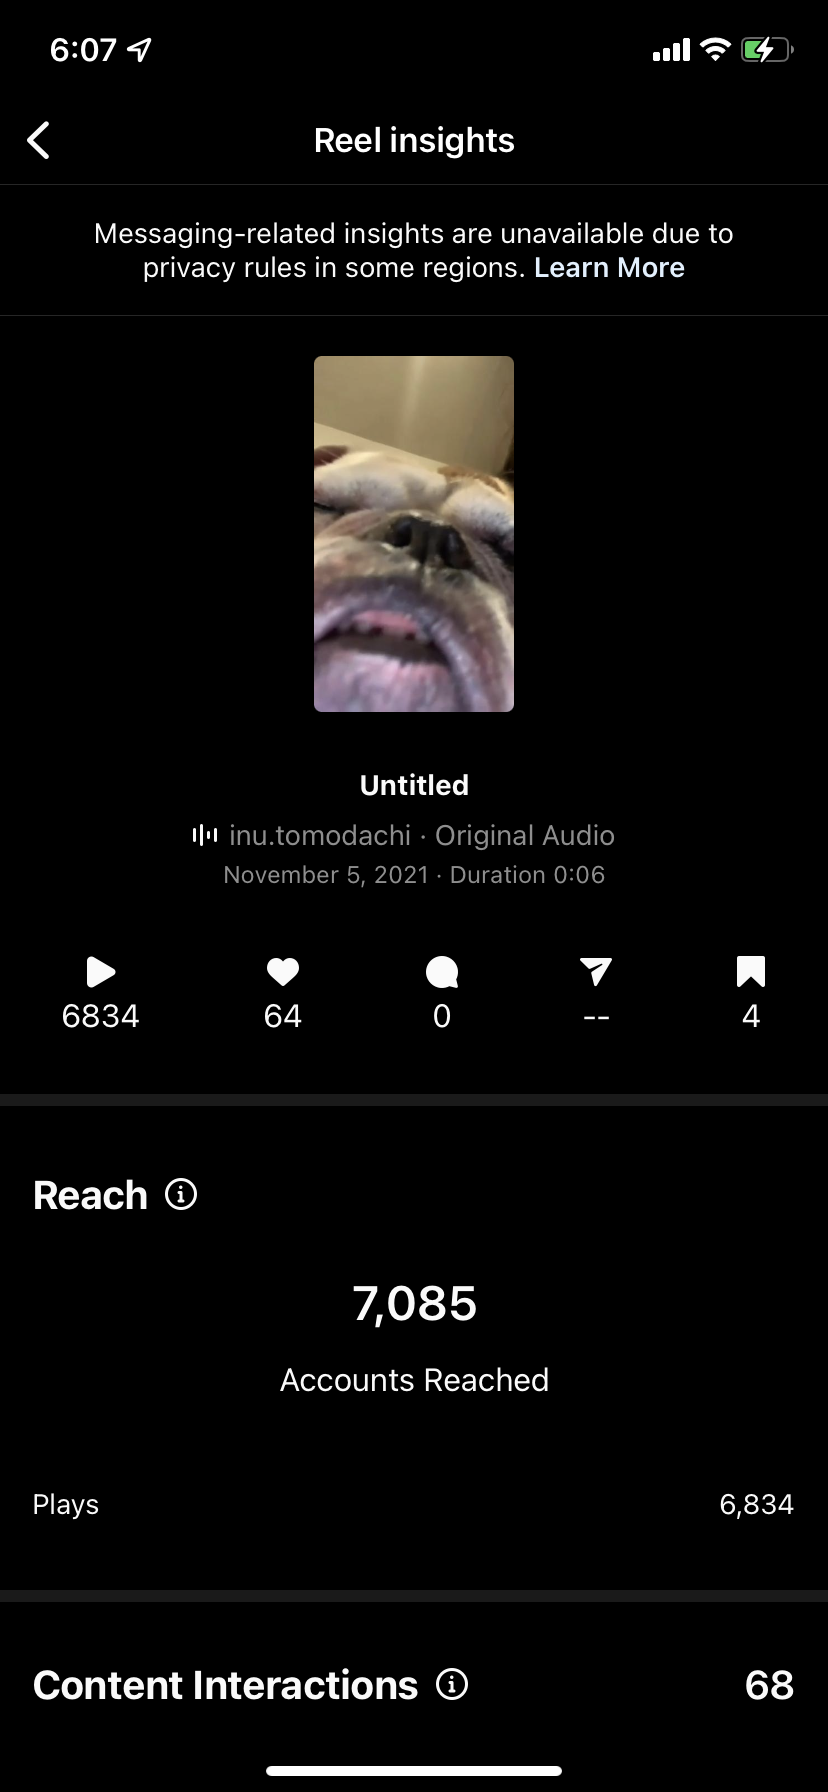 6:07
Reel insights
Messaging-related insights are unavailable due to
privacy rules in some regions. Learn More
Untitled
inu.tomodachi · Original Audio
November 5, 2021 · Duration 0:06
6834 64 0 -- 4
Reach
7,085
Accounts Reached
Plays 6,834
Content Interactions 68